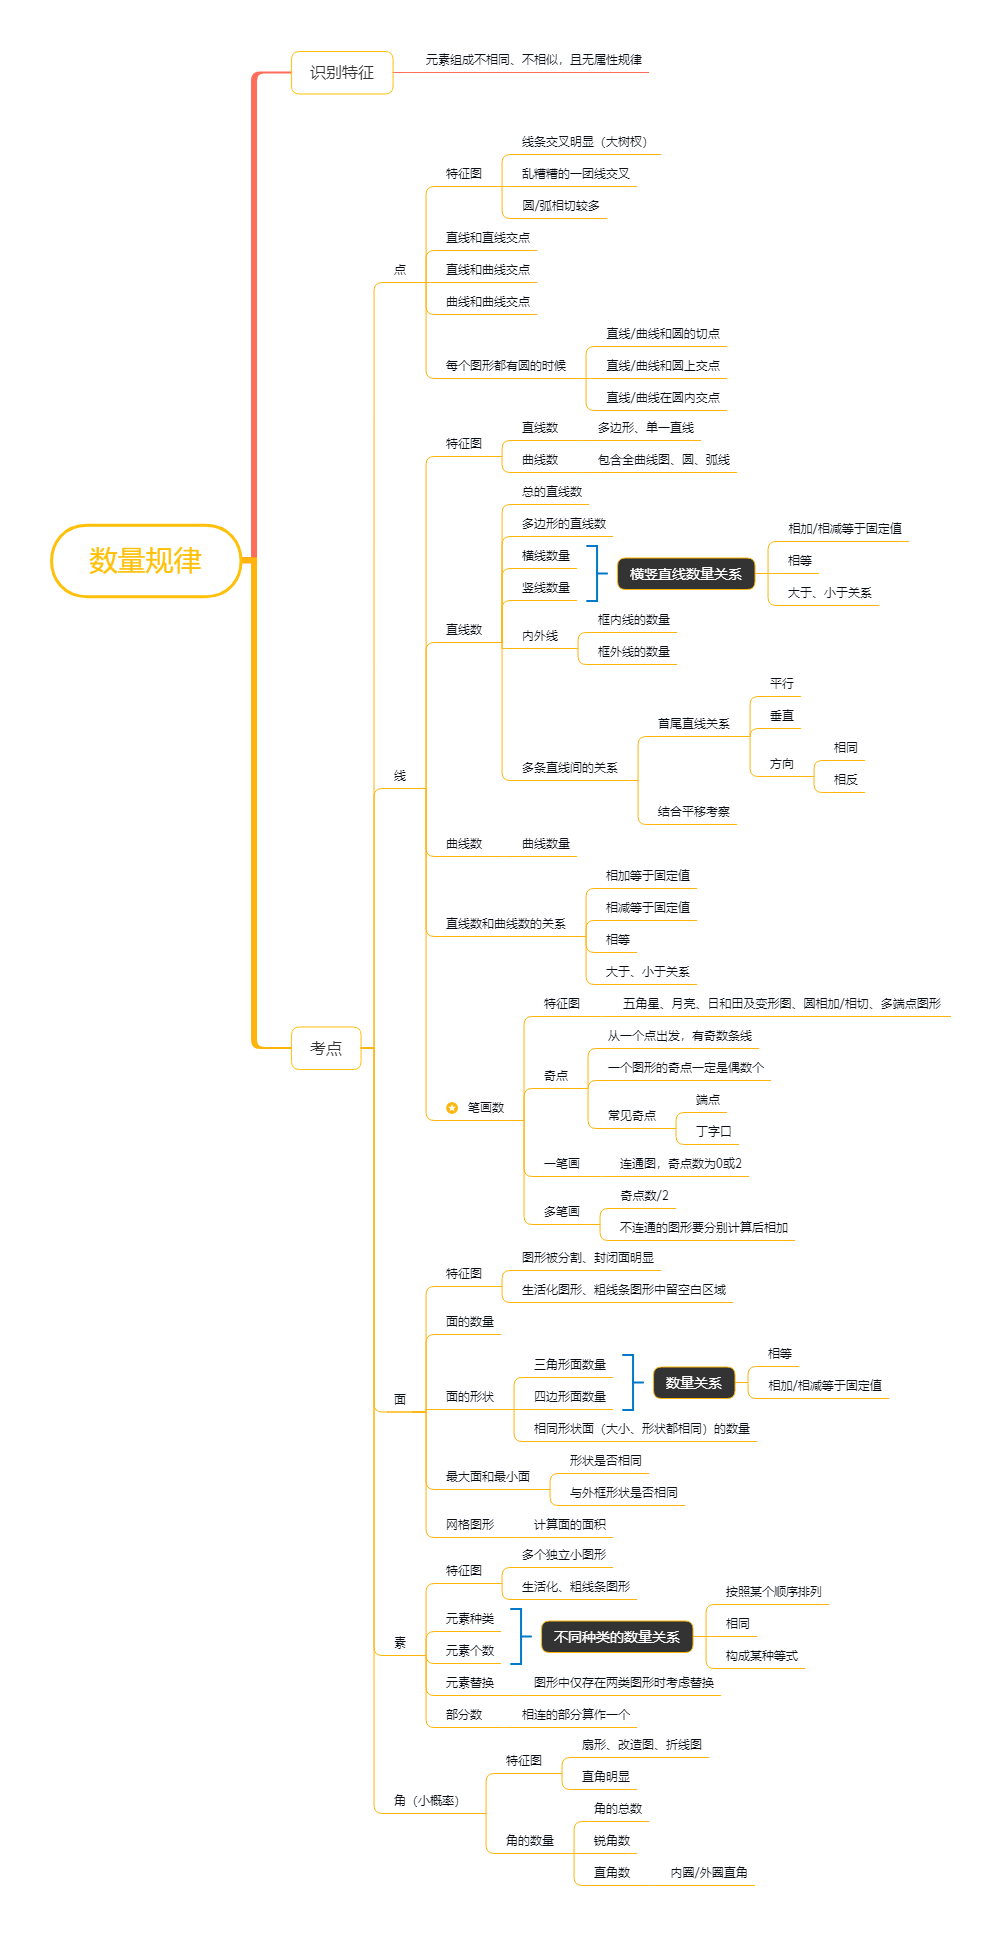 数量规律
识别特征
元素组成不相同、不相似，且无属性规律
考点
点
特征图
线条交叉明显（大树杈）
乱糟糟的一团线交叉
圆/弧相切较多
直线和直线交点
直线和曲线交点
曲线和曲线交点
每个图形都有圆的时候
直线/曲线和圆的切点
直线/曲线和圆上交点
直线/曲线在圆内交点
线
特征图
直线数
多边形、单一直线
曲线数
包含全曲线图、圆、弧线
直线数
总的直线数
多边形的直线数
横线数量
竖线数量
横竖直线数量关系
相加/相减等于固定值
相等
大于、小于关系
内外线
框内线的数量
框外线的数量
多条直线间的关系
首尾直线关系
平行
垂直
方向
相同
相反
结合平移考察
曲线数
曲线数量
直线数和曲线数的关系
相加等于固定值
相减等于固定值
相等
大于、小于关系
笔画数
特征图
五角星、月亮、日和田及变形图、圆相加/相切、多端点图形
奇点
从一个点出发，有奇数条线
一个图形的奇点一定是偶数个
常见奇点
端点
丁字口
一笔画
连通图，奇点数为0或2
多笔画
奇点数/2
不连通的图形要分别计算后相加
面
特征图
图形被分割、封闭面明显
生活化图形、粗线条图形中留空白区域
面的数量
面的形状
三角形面数量
四边形面数量
数量关系
相等
相加/相减等于固定值
相同形状面（大小、形状都相同）的数量
最大面和最小面
形状是否相同
与外框形状是否相同
网格图形
计算面的面积
素
特征图
多个独立小图形
生活化、粗线条图形
元素种类
元素个数
不同种类的数量关系
按照某个顺序排列
相同
构成某种等式
元素替换
图形中仅存在两类图形时考虑替换
部分数
相连的部分算作一个
角（小概率）
特征图
扇形、改造图、折线图
直角明显
角的数量
角的总数
锐角数
直角数
内圈/外圈直角